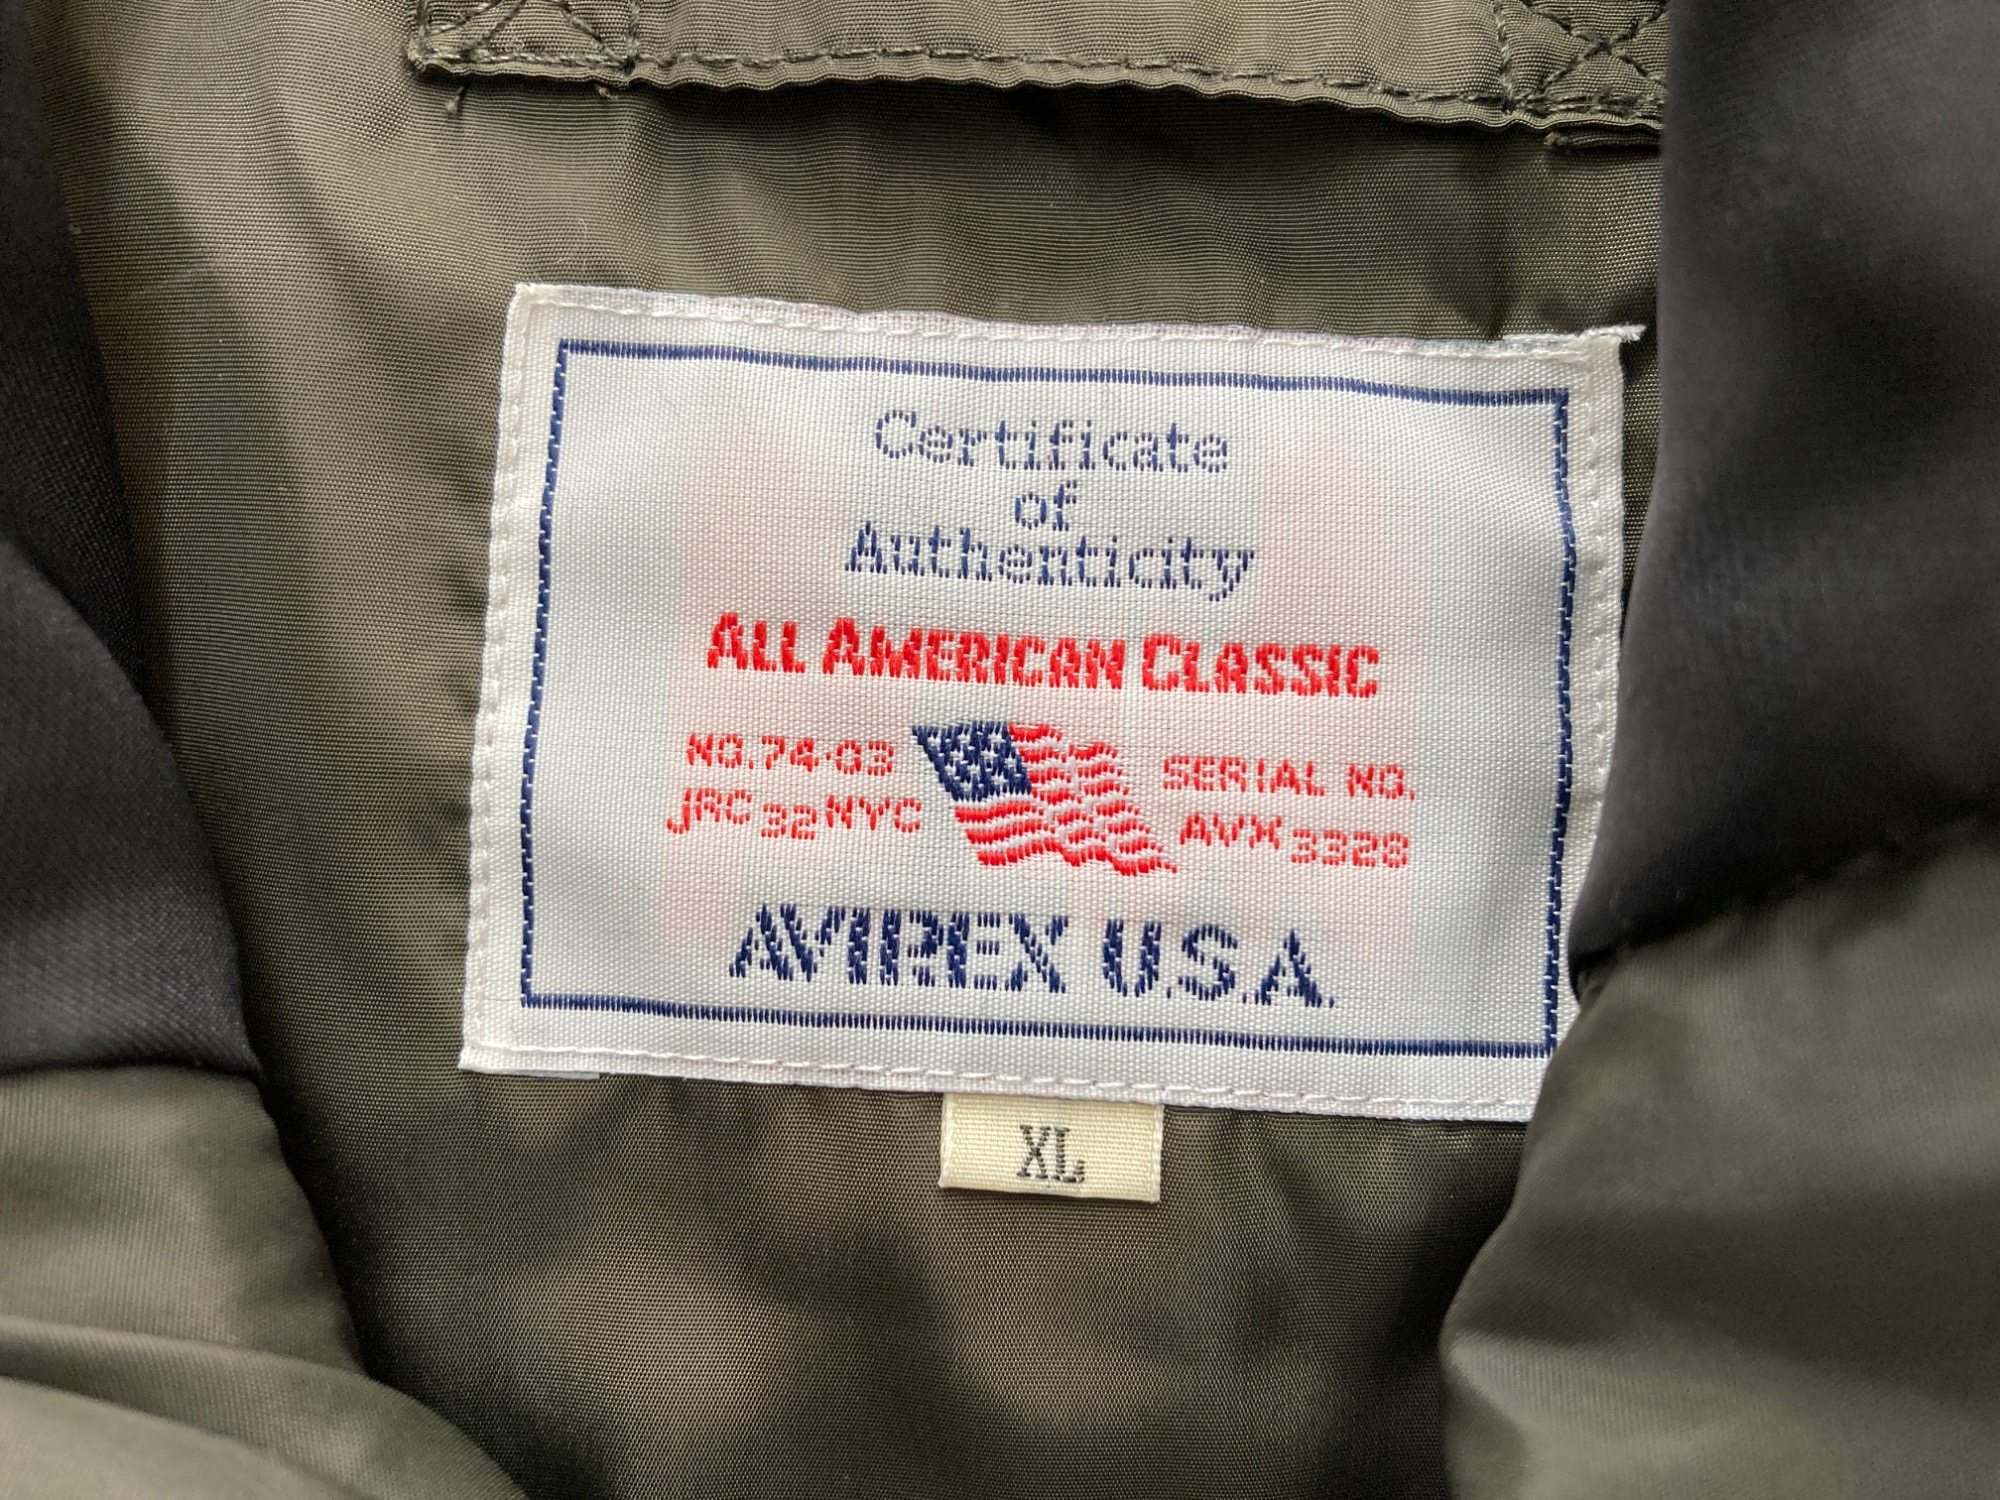 Certificate
of
Authenticity
ALL AMERICAN CLASSIC
NO.74-03
JRC 32 NYC
SERIAL NO.
AVX 3328
AVIREX U.S.A.
XL